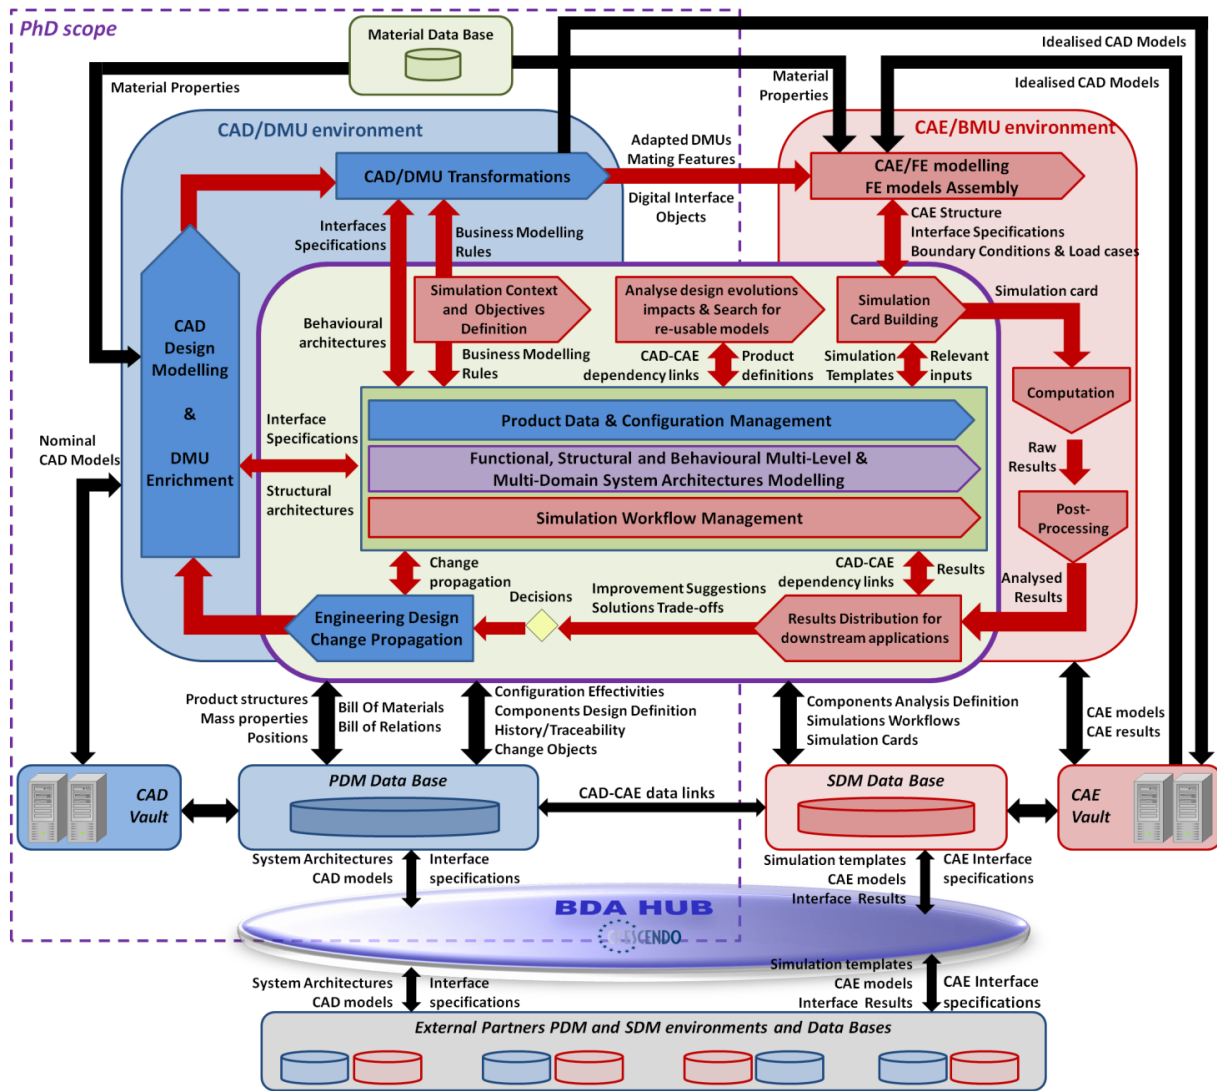 PhD scope
Material Data Base
Idealised CAD Models
Idealised CAD Models
Material Properties
Material
Properties
CAD/DMU environment
CAE/BMU environment
Adapted DMUs
Mating Features
CAD/DMU Transformations
CAE/FE modelling
FE models Assembly
Digital Interface
Objects
Interfaces
Specifications
Business Modelling
Rules
CAE Structure
Interface Specifications
Boundary Conditions & Load cases
Simulation Context
and Objectives
Definition
Analyse design evolutions
impacts & Search for
re-usable models
Simulation
Card Building
Simulation card
CAD
Design
Modelling
&
DMU
Enrichment
Behavioural
architectures
Business Modelling
Rules
CAD-CAE
dependency links
Product
definitions
Simulation
Templates
Relevant
inputs
Computation
Product Data & Configuration Management
Interface
Specifications
Structural
architectures
Nominal
CAD Models
Functional, Structural and Behavioural Multi-Level &
Multi-Domain System Architectures Modelling
Raw
Results
Simulation Workflow Management
Post-
Processing
Change
propagation
CAD-CAE
dependency links
Results
Analysed
Results
Decisions
Improvement Suggestions
Solutions Trade-offs
Engineering Design
Change Propagation
Results Distribution for
downstream applications
Product structures
Mass properties
Positions
Bill Of Materials
Bill of Relations
Configuration Effectivities
Components Design Definition
History/Traceability
Change Objects
Components Analysis Definition
Simulations Workflows
Simulation Cards
CAE models
CAE results
CAD
Vault
PDM Data Base
CAD-CAE data links
SDM Data Base
CAE
Vault
System Architectures
CAD models
Interface
specifications
Simulation templates
CAE models
Interface Results
CAE Interface
specifications
BDA HUB
CRESCENDO
System Architectures
CAD models
Interface
specifications
Simulation templates
CAE models
Interface Results
CAE Interface
specifications
External Partners PDM and SDM environments and Data Bases